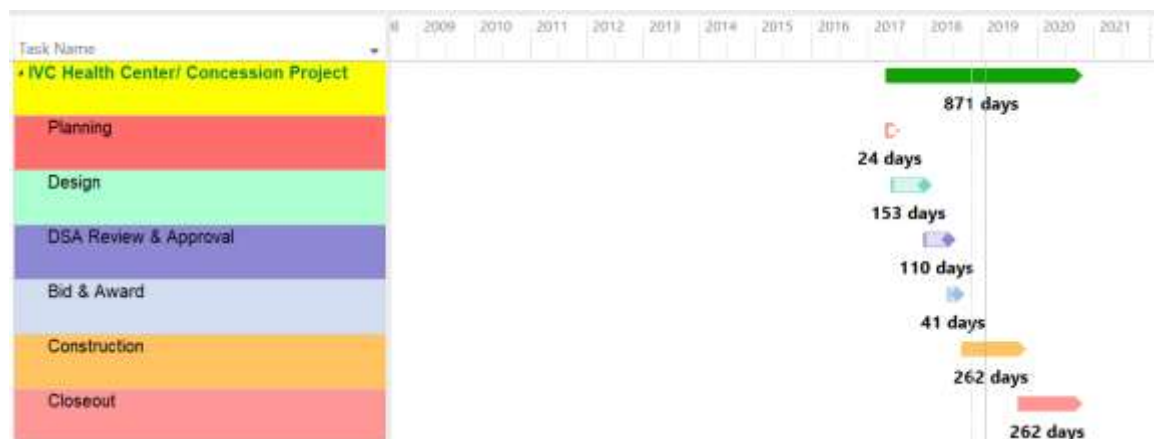 2009 2010 2011 2012 2013 2014 2015 2016 2017 2018 2019 2020 2021
Task Name
IVC Health Center/ Concession Project
871 days
Planning
24 days
Design
153 days
DSA Review & Approval
110 days
Bid & Award
41 days
Construction
262 days
Closeout
262 days